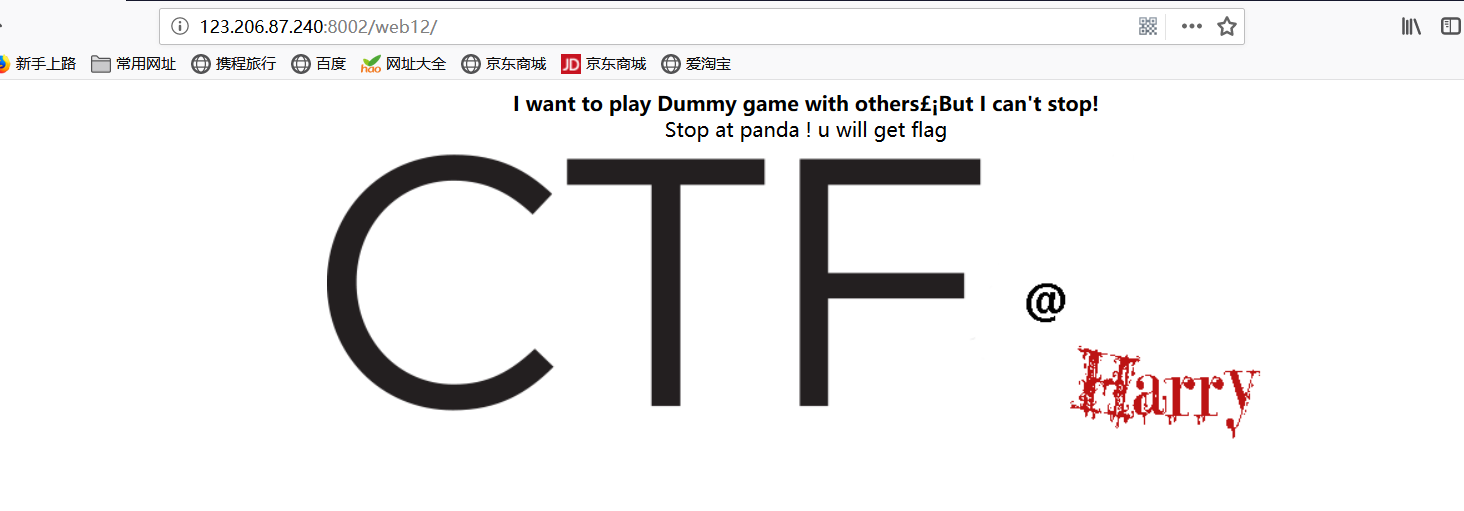 123.206.87.240:8002/web12/
新手上路 常用网址 携程旅行 百度 hao 网址大全 京东商城 JD 京东商城 爱淘宝
I want to play Dummy game with others£¡But I can't stop!
Stop at panda ! u will get flag
CTF
@
Harry